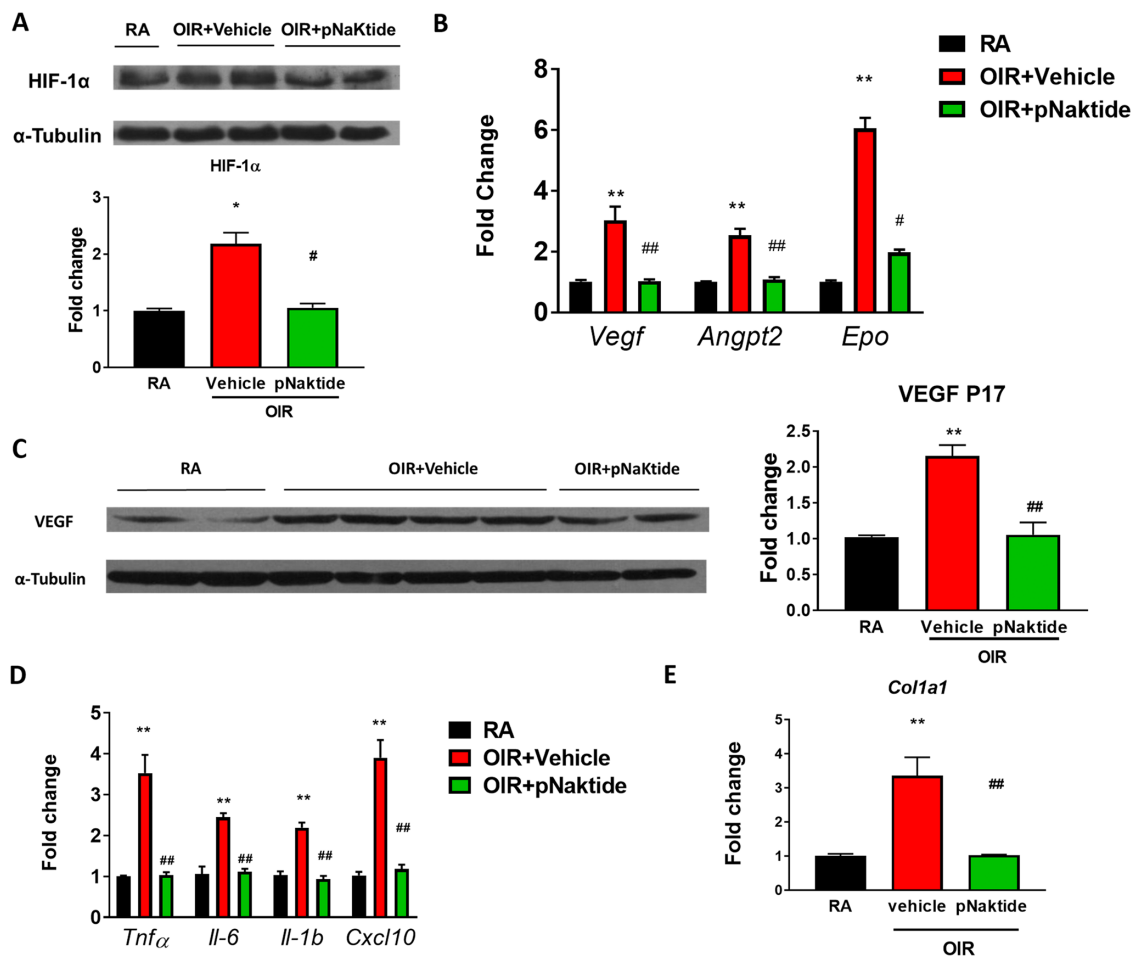 A
RA OIR+Vehicle OIR+pNaKtide
HIF-1α
α-Tubulin
HIF-1α
Fold change
3
2
1
0
*
#
RA Vehicle pNaktide
OIR
B
RA
OIR+Vehicle
OIR+pNaktide
Fold Change
8
6
4
2
0
** ## ** ## ** #
Vegf Angpt2 Epo
C
RA OIR+Vehicle OIR+pNaKtide
VEGF
α-Tubulin
VEGF P17
Fold change
2.5
2.0
1.5
1.0
0.5
0.0
**
##
RA Vehicle pNaktide
OIR
D
Fold change
5
4
3
2
1
0
** ## ** ## ** ## ** ##
Tnfα Il-6 Il-1b Cxcl10
RA
OIR+Vehicle
OIR+pNaktide
E
Col1a1
Fold change
5
4
3
2
1
0
**
##
RA vehicle pNaktide
OIR